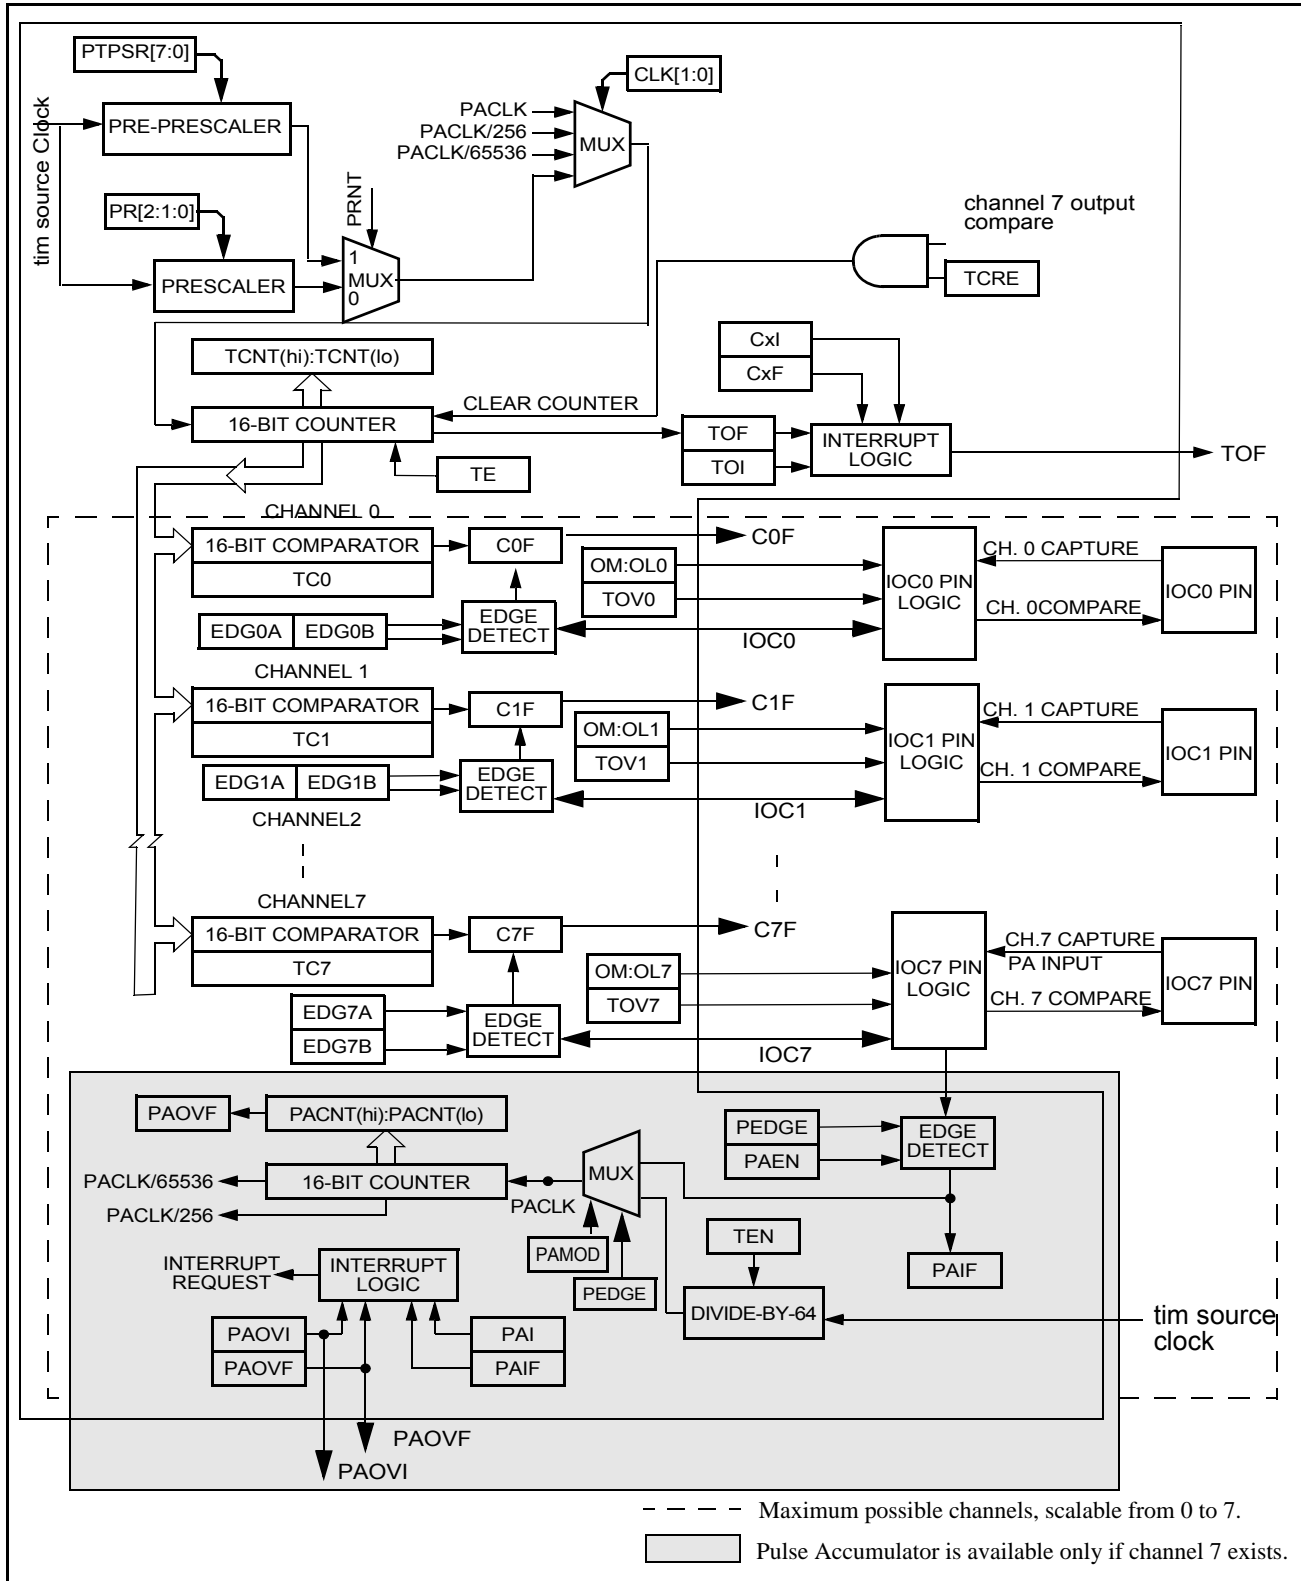 PTPSR[7:0]
CLK[1:0]
tim source Clock
PRE-PRESCALER
PACLK
PACLK/256
PACLK/65536
MUX
PR[2:1:0]
PRNT
channel 7 output
compare
PRESCALER
1
MUX
0
TCRE
TCNT(hi):TCNT(lo)
CxI
CxF
CLEAR COUNTER
16-BIT COUNTER
TOF
TOI
INTERRUPT
LOGIC
TOF
TE
CHANNEL 0
16-BIT COMPARATOR
TC0
C0F
C0F
OM:OL0
TOV0
IOC0 PIN
LOGIC
CH. 0 CAPTURE
CH. 0COMPARE
IOC0 PIN
EDG0A
EDG0B
EDGE
DETECT
IOC0
CHANNEL 1
16-BIT COMPARATOR
TC1
C1F
C1F
OM:OL1
TOV1
IOC1 PIN
LOGIC
CH. 1 CAPTURE
CH. 1 COMPARE
IOC1 PIN
EDG1A
EDG1B
EDGE
DETECT
IOC1
CHANNEL2
CHANNEL7
16-BIT COMPARATOR
TC7
C7F
C7F
OM:OL7
TOV7
IOC7 PIN
LOGIC
CH.7 CAPTURE
PA INPUT
CH. 7 COMPARE
IOC7 PIN
EDG7A
EDG7B
EDGE
DETECT
IOC7
PAOVF
PACNT(hi):PACNT(lo)
PEDGE
PAEN
EDGE
DETECT
MUX
PACLK/65536
16-BIT COUNTER
PACLK
PACLK/256
TEN
PAMOD
INTERRUPT
REQUEST
INTERRUPT
LOGIC
PEDGE
DIVIDE-BY-64
PAIF
tim source
clock
PAOVI
PAOVF
PAI
PAIF
PAOVF
PAOVI
Maximum possible channels, scalable from 0 to 7.
Pulse Accumulator is available only if channel 7 exists.